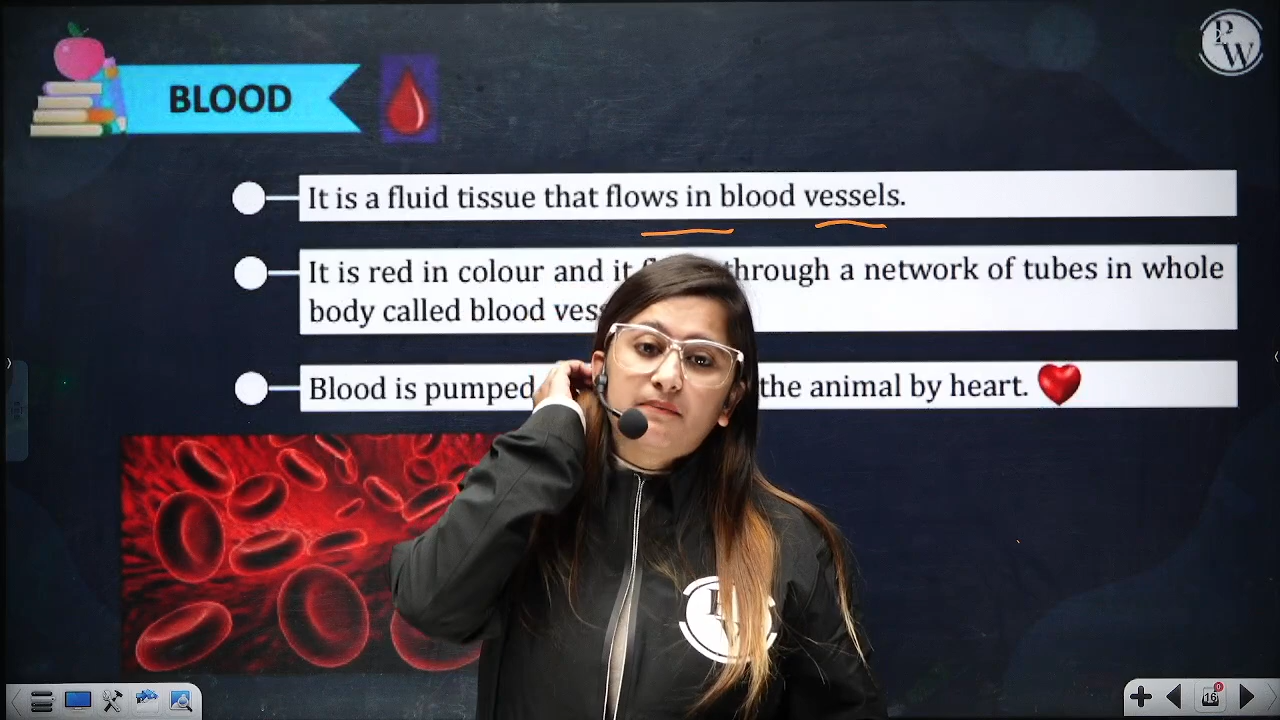 P
W
BLOOD
It is a fluid tissue that flows in blood vessels.
It is red in colour and it through a network of tubes in whole
body called blood
Blood is pumped the animal by heart.
P
W
16